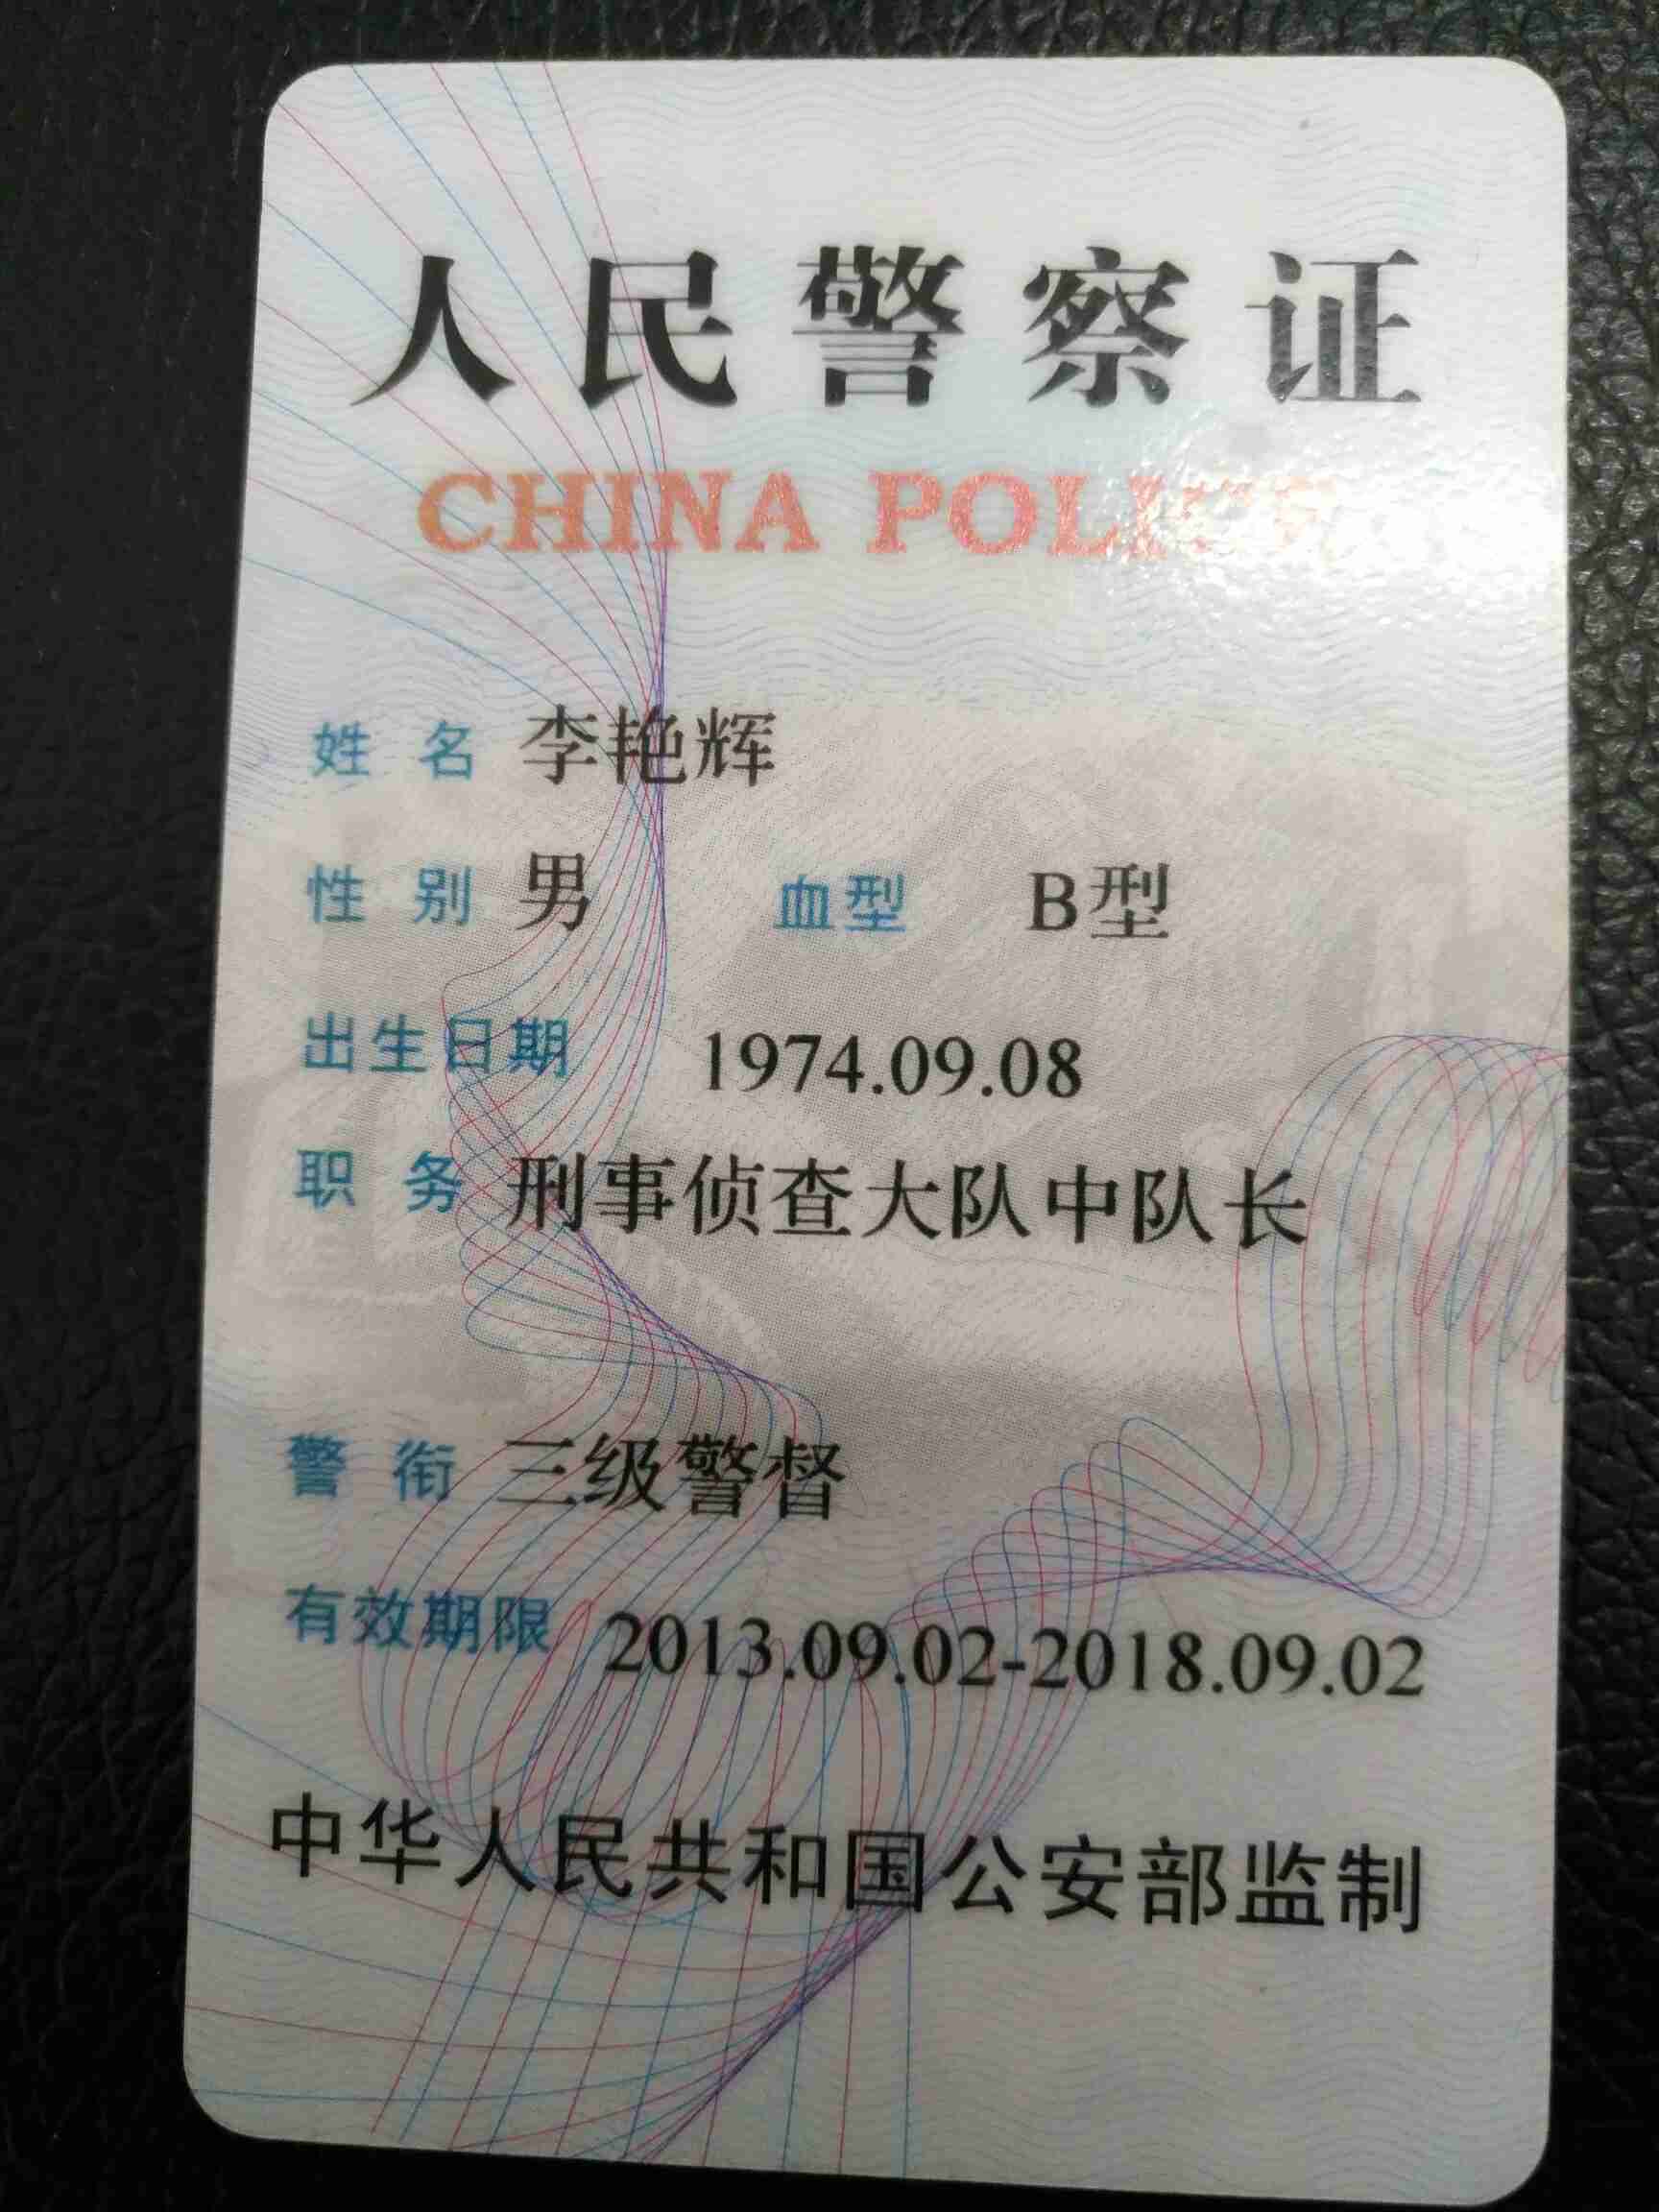 人民警察证
CHINA POLICE
姓 名 李艳辉
性 别 男 血型 B型
出生日期 1974.09.08
职 务 刑事侦查大队中队长
警 衔 三级警督
有效期限 2013.09.02-2018.09.02
中华人民共和国公安部监制